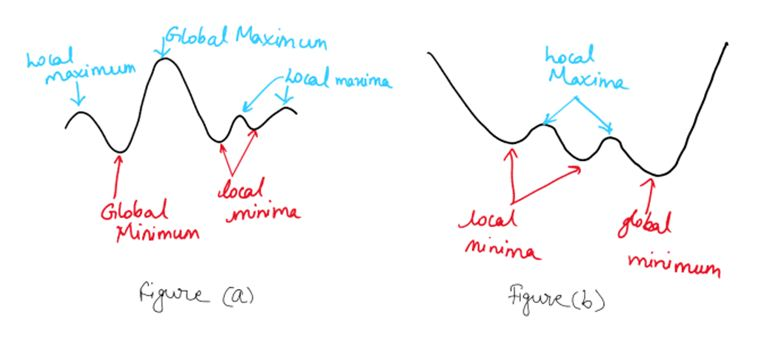 Local
maximum
Global Maximum
Local maxima
Global
Minimum
local
minima
Figure (a)
Local
Maxima
local
minima
global
minimum
Figure (b)